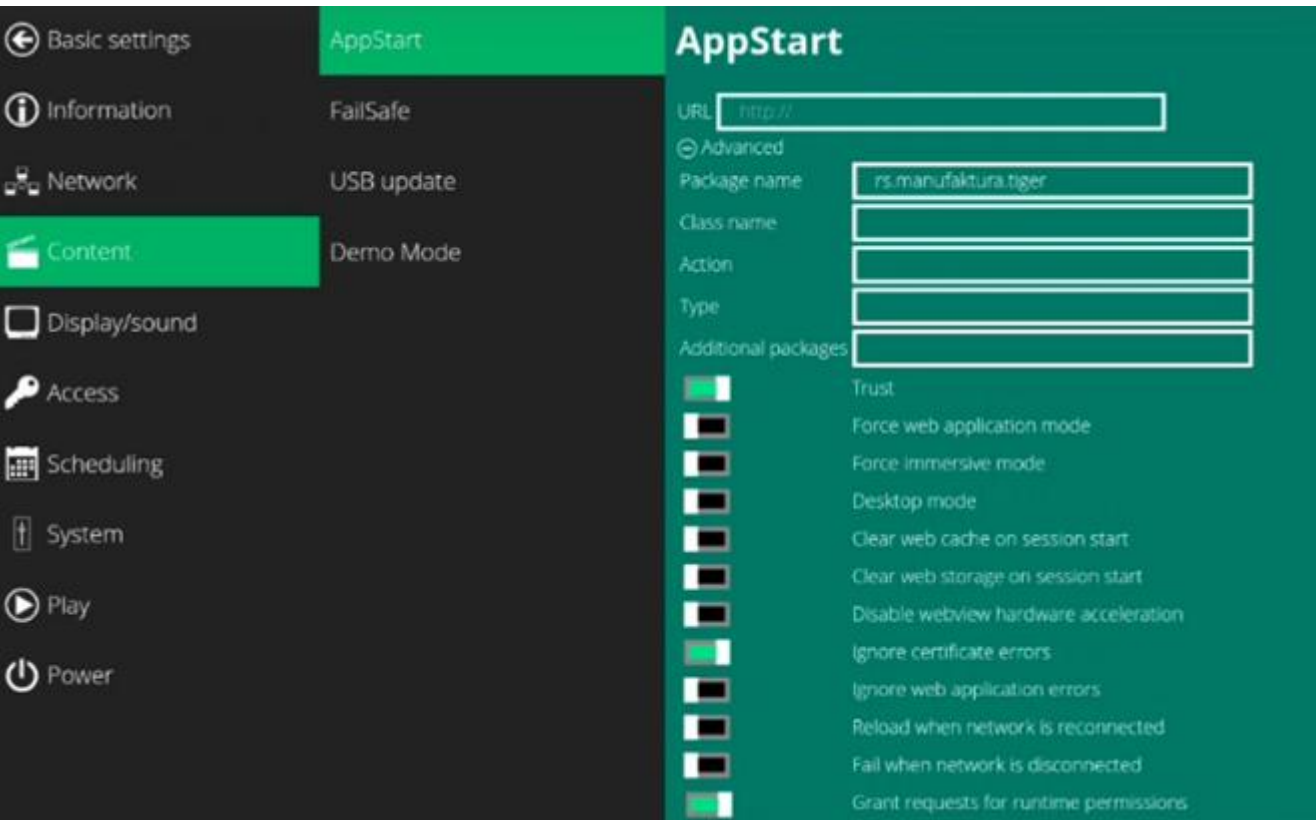 Basic settings
Information
Network
Content
Display/sound
Access
Scheduling
System
Play
Power
AppStart
FailSafe
USB update
Demo Mode
AppStart
URL http://
Advanced
Package name rs.manufaktura.tiger
Class name
Action
Type
Additional packages
Trust
Force web application mode
Force immersive mode
Desktop mode
Clear web cache on session start
Clear web storage on session start
Disable webview hardware acceleration
Ignore certificate errors
Ignore web application errors
Reload when network is reconnected
Fail when network is disconnected
Grant requests for runtime permissions